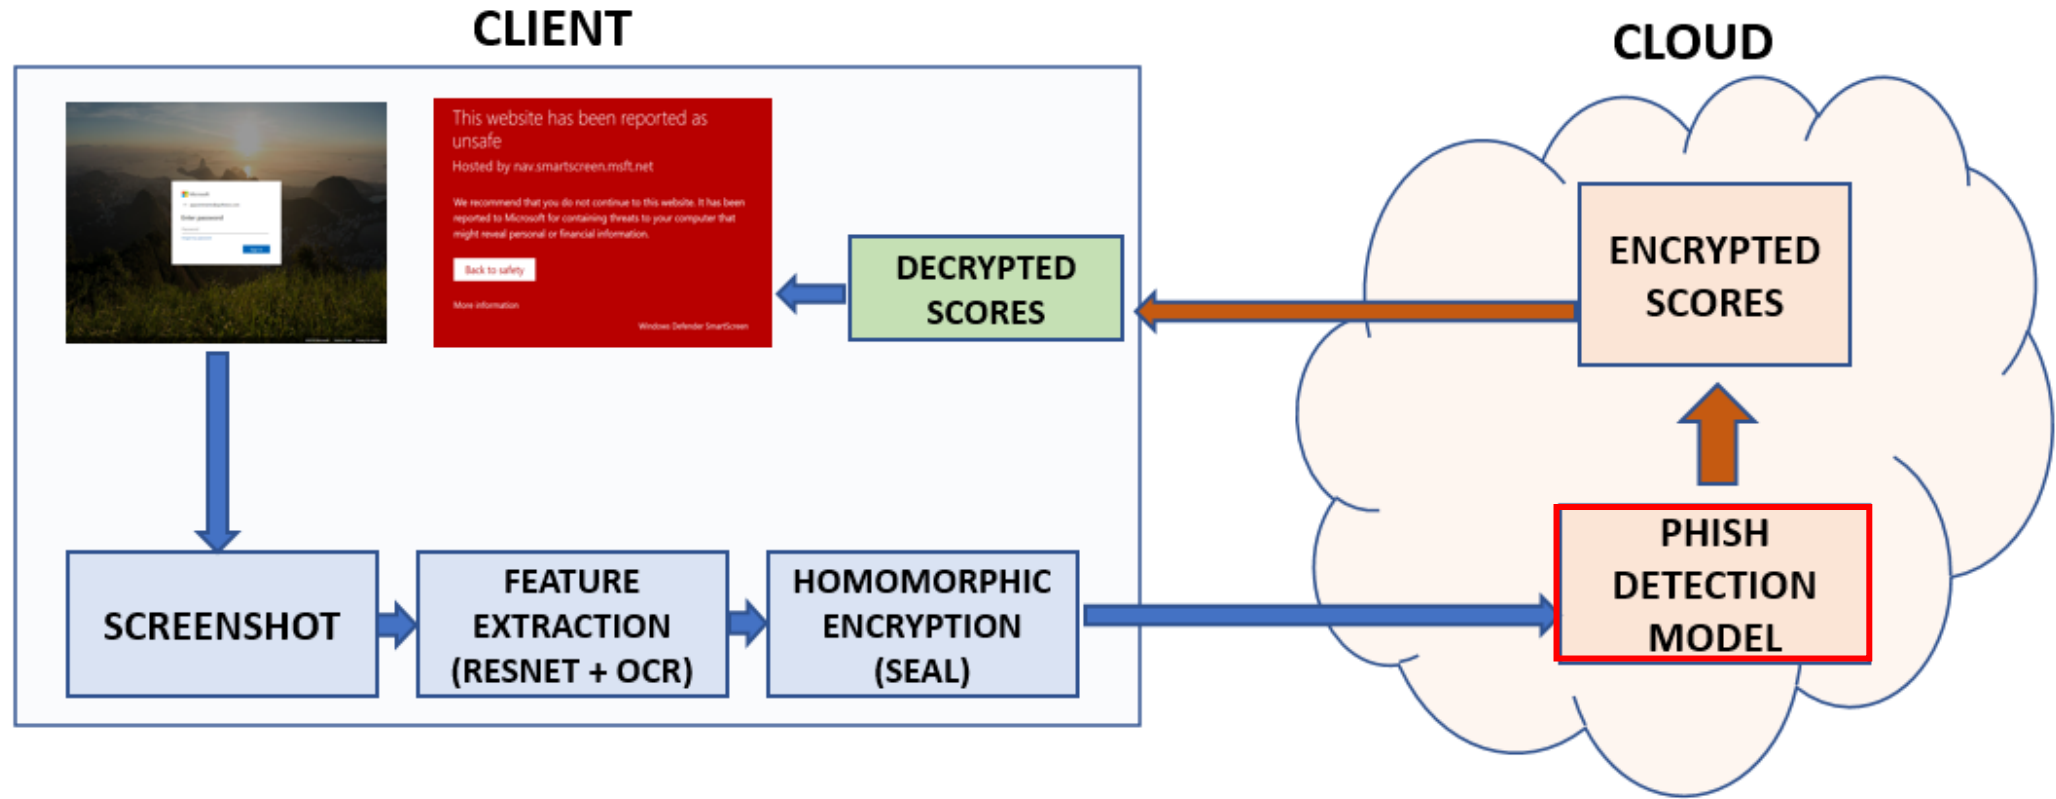 CLIENT
CLOUD
Microsoft
Enter password
This website has been reported as
unsafe
Hosted by nav.smartscreen.msft.net
We recommend that you do not continue to this website. It has been
reported to Microsoft for containing threats to your computer that
might reveal personal or financial information.
Back to safety
More information
Windows Defender SmartScreen
DECRYPTED
SCORES
ENCRYPTED
SCORES
SCREENSHOT
FEATURE
EXTRACTION
(RESNET + OCR)
HOMOMORPHIC
ENCRYPTION
(SEAL)
PHISH
DETECTION
MODEL